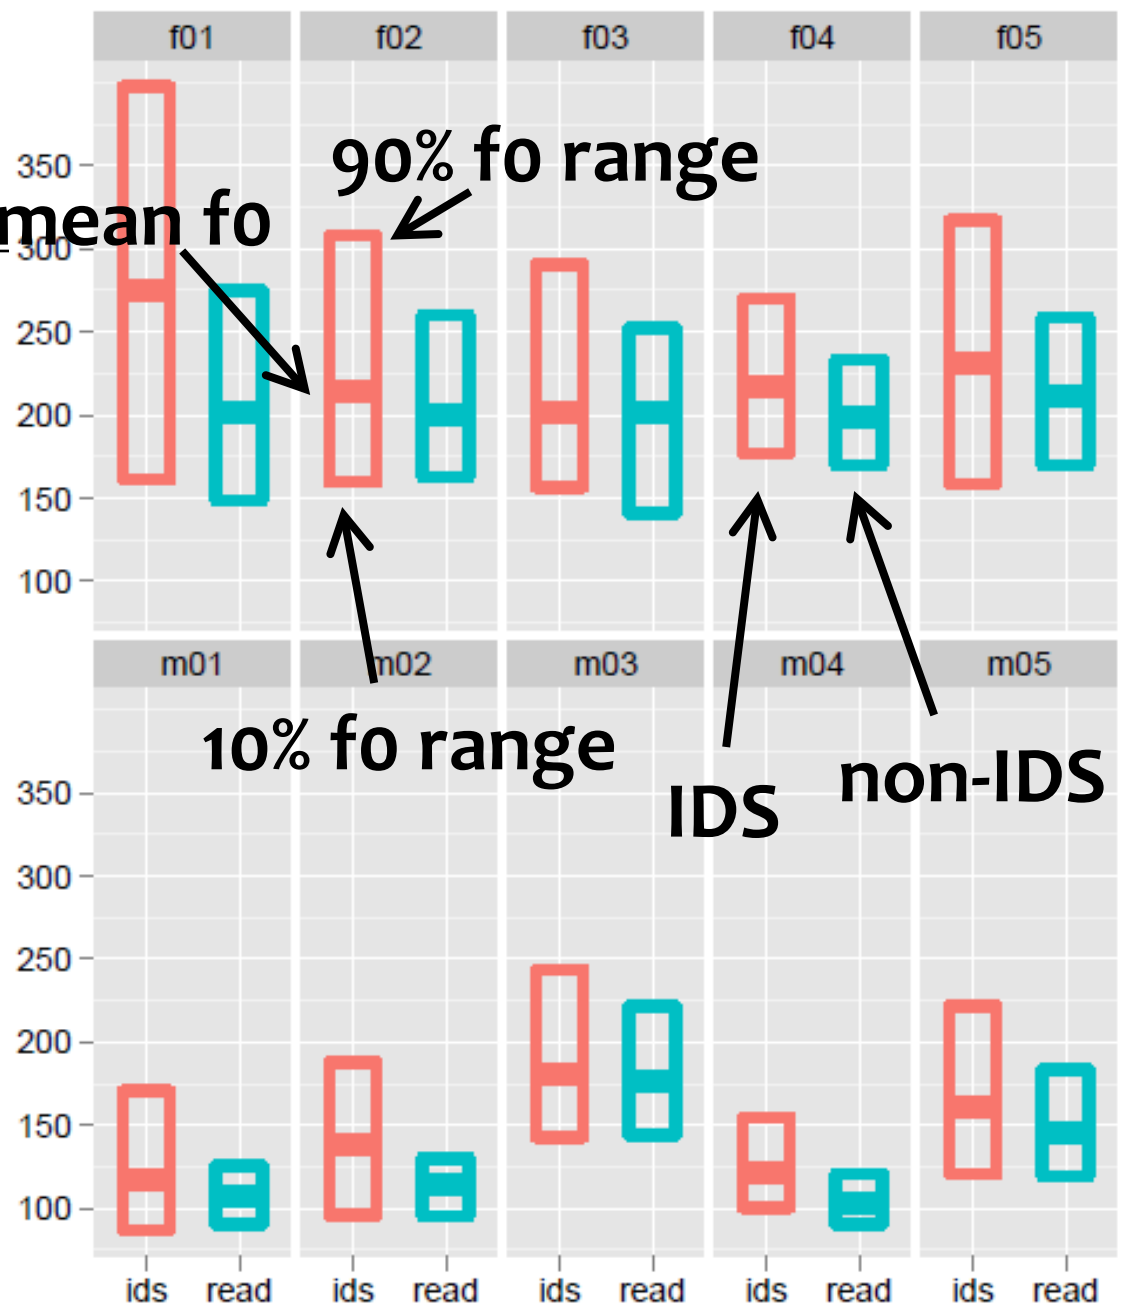 f01 f02 f03 f04 f05
90% f0 range
350
mean f0
300
250
200
150
100
m01 m02 m03 m04 m05
10% f0 range
non-IDS
IDS
350
300
250
200
150
100
ids read ids read ids read ids read ids read